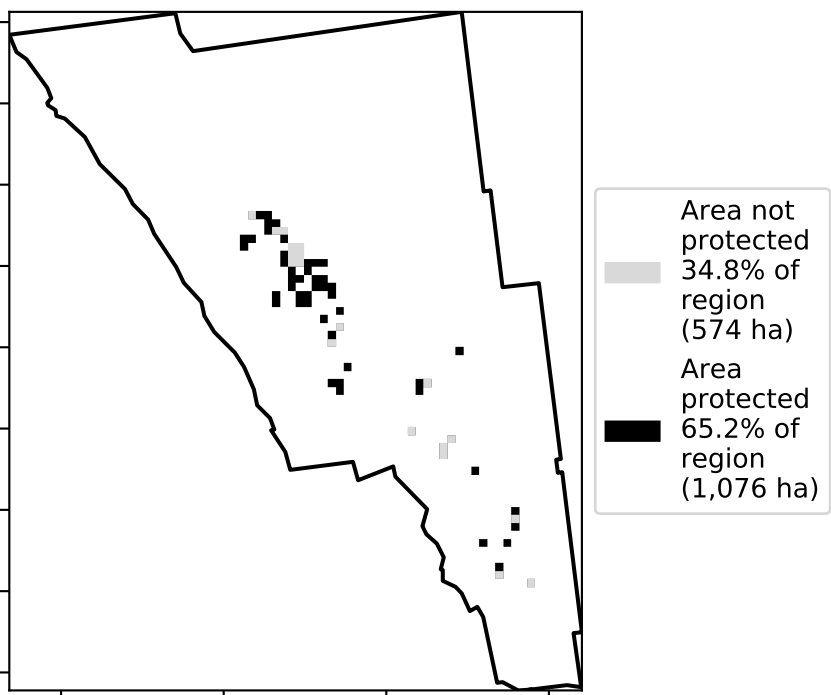 Area not
protected
34.8% of
region
(574 ha)
Area
protected
65.2% of
region
(1,076 ha)